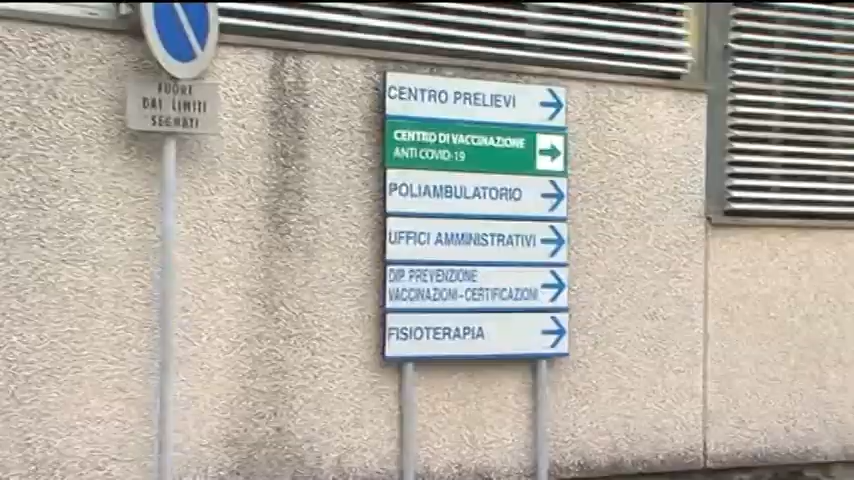 FUORI
DAI LIMITI
SEGNATI
CENTRO PRELIEVI
CENTRO DI VACCINAZIONE
ANTI COVID-19
POLIAMBULATORIO
UFFICI AMMINISTRATIVI
DIP. PREVENZIONE
VACCINAZIONI-CERTIFICAZIONI
FISIOTERAPIA